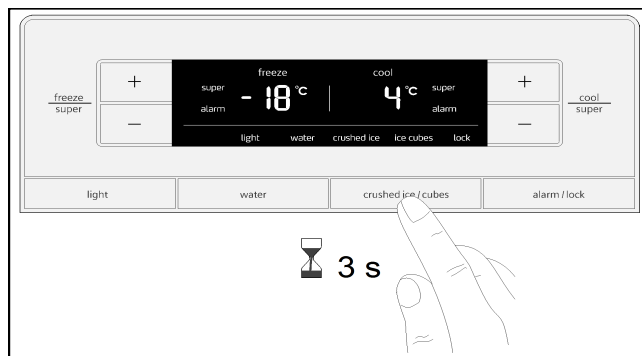 freeze cool
super - 18 °C 4 °C super
alarm alarm
light water crushed ice ice cubes lock
freeze
super
+
−
+
−
cool
super
light water crushed ice / cubes alarm / lock
3 s